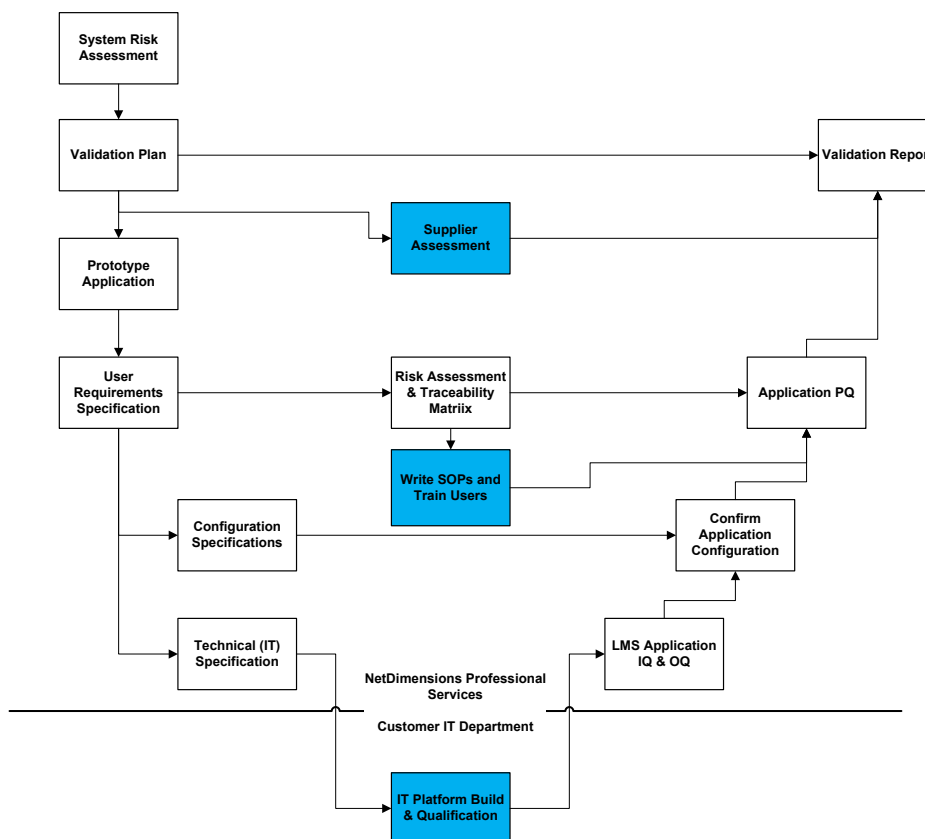 System Risk
Assessment
Validation Plan
Validation Repor
Supplier
Assessment
Prototype
Application
User
Requirements
Specification
Risk Assessment
& Traceability
Matriix
Application PQ
Write SOPs and
Train Users
Configuration
Specifications
Confirm
Application
Configuration
Technical (IT)
Specification
LMS Application
IQ & OQ
NetDimensions Professional
Services
Customer IT Department
IT Platform Build
& Qualification